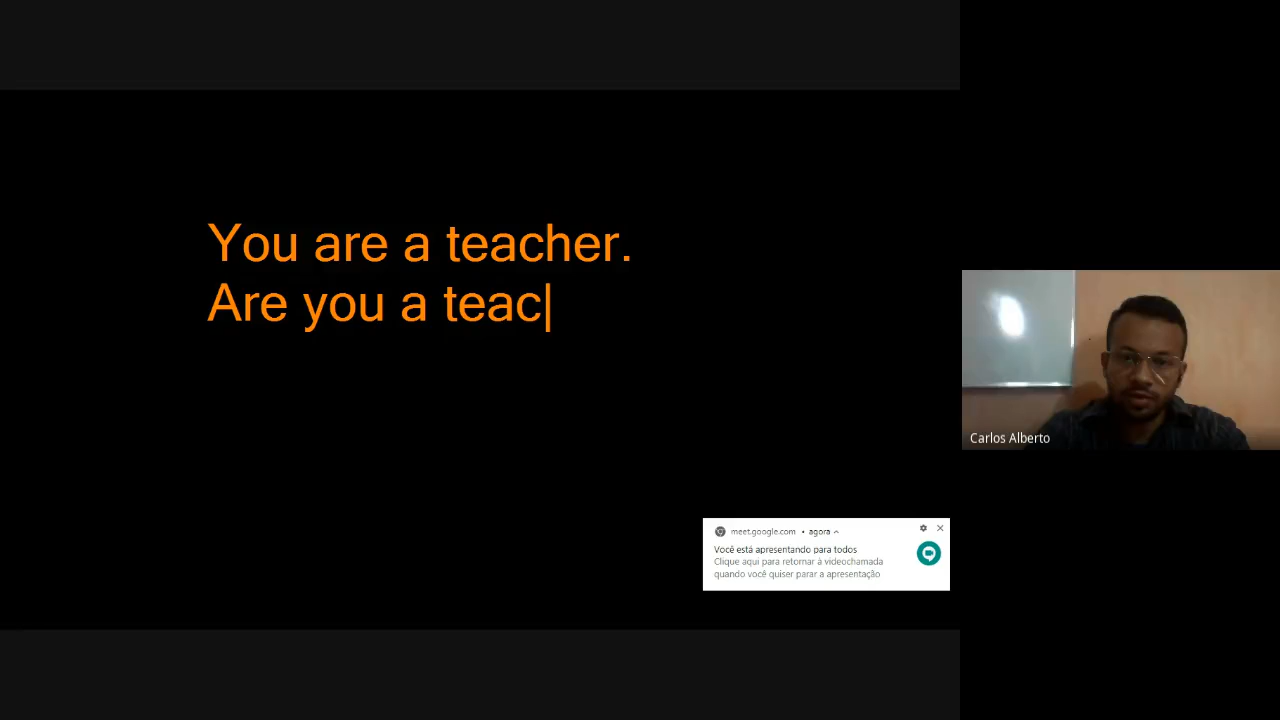 You are a teacher.
Are you a teac
Carlos Alberto
meet.google.com • agora
Você está apresentando para todos
Clique aqui para retornar à videochamada
quando você quiser parar a apresentação